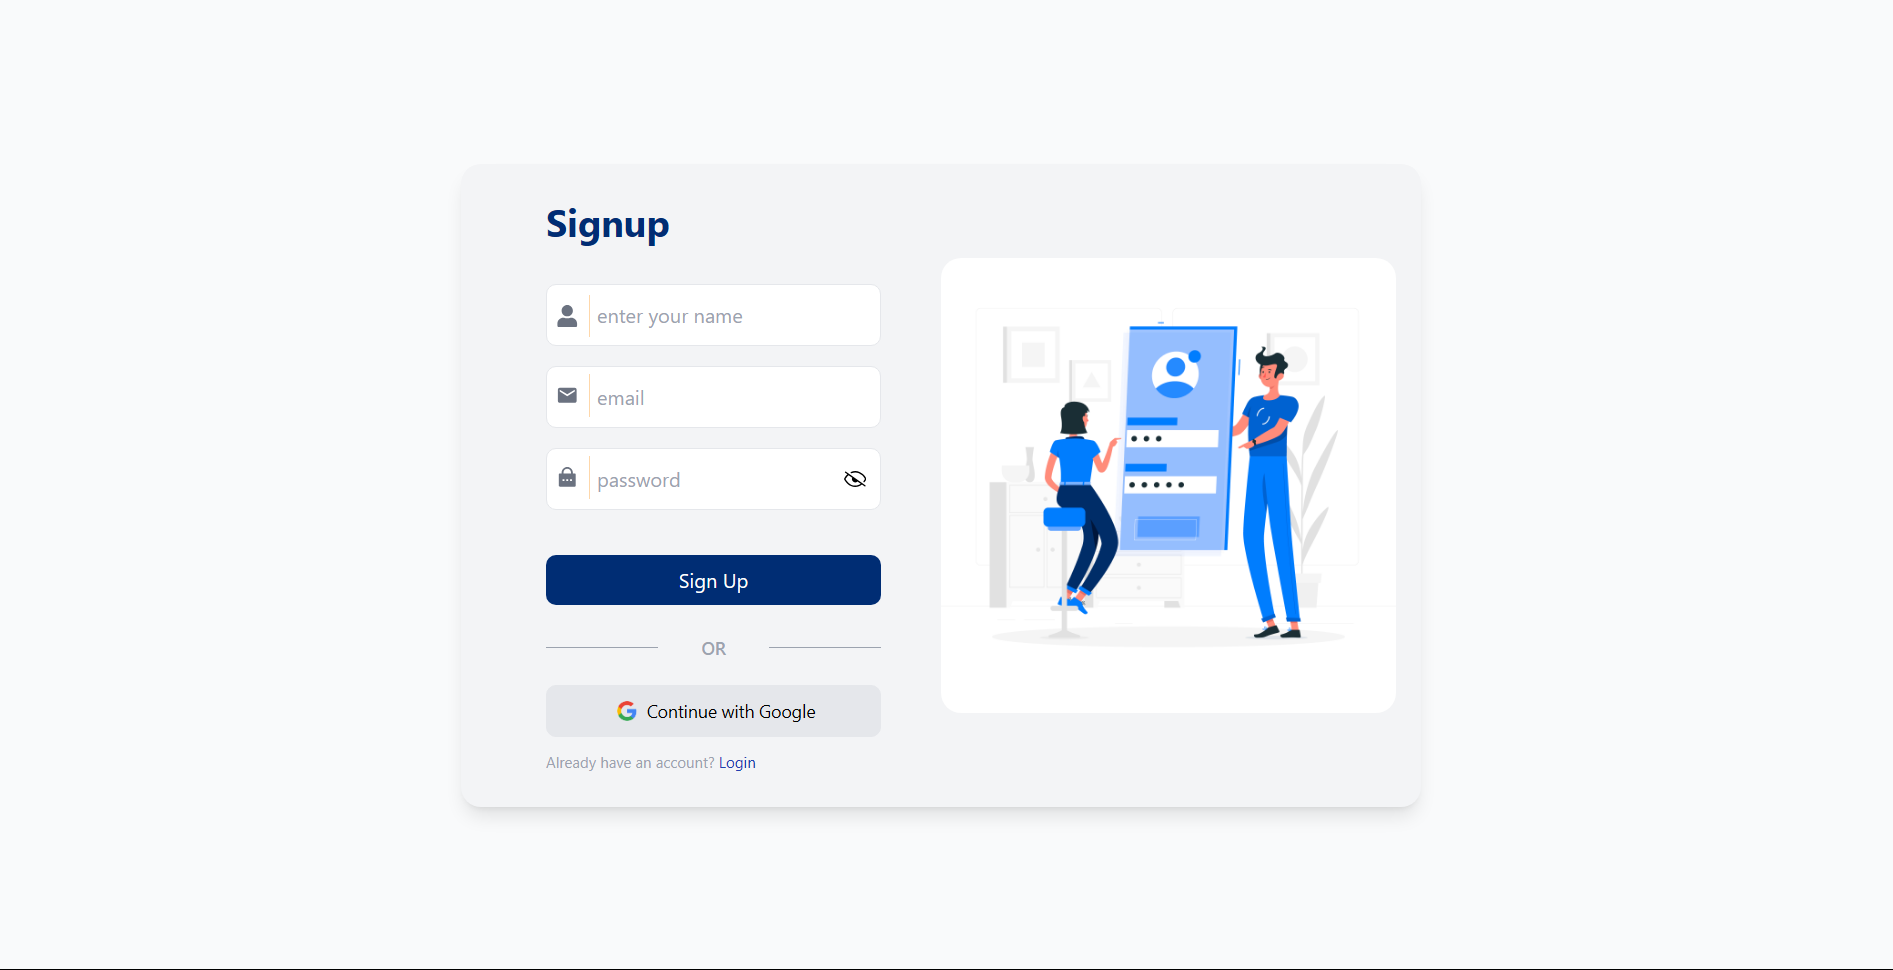 Signup
enter your name
email
password
Sign Up
OR
Continue with Google
Already have an account? Login